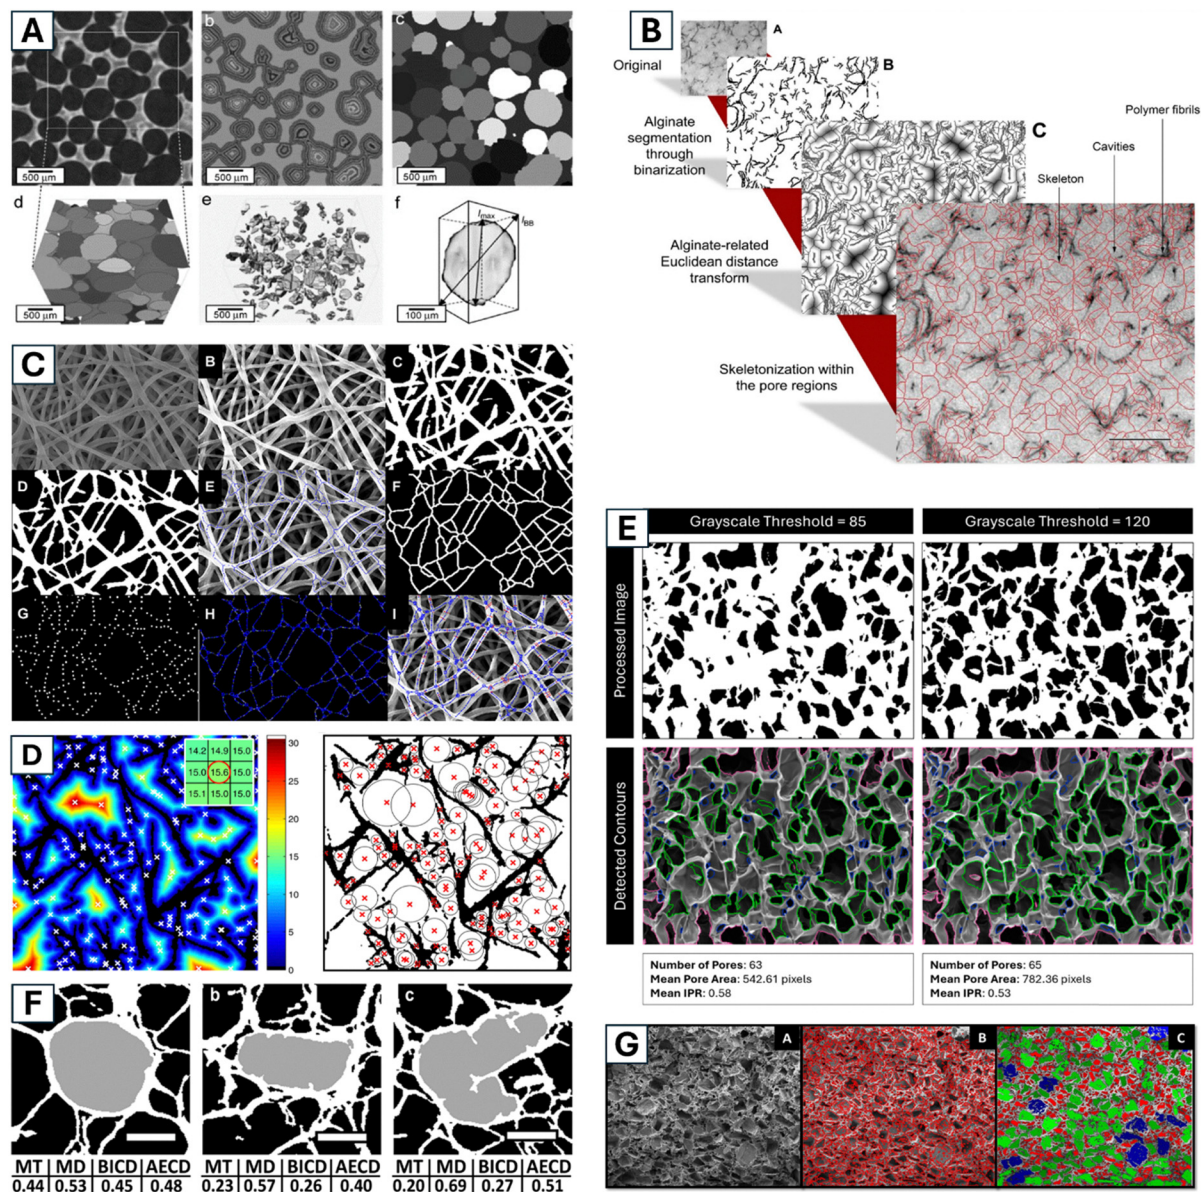 A
b
c
500 μm
500 μm
500 μm
d
e
f
lmax
lBB
500 μm
500 μm
100 μm
B
A
Original
B
Alginate
segmentation
through
binarization
C
Polymer fibrils
Cavities
Skeleton
Alginate-related
Euclidean distance
transform
Skeletonization within
the pore regions
C
B
C
D
E
F
G
H
I
D
14.2 14.9 15.0
15.0 15.6 15.0
15.1 15.0 15.0
30
25
20
15
10
5
0
E
Grayscale Threshold = 85
Grayscale Threshold = 120
Processed Image
Detected Contours
Number of Pores: 63
Mean Pore Area: 542.61 pixels
Mean IPR: 0.58
Number of Pores: 65
Mean Pore Area: 782.36 pixels
Mean IPR: 0.53
F
b
c
MT MD BICD AECD
0.44 0.53 0.45 0.48
MT MD BICD AECD
0.23 0.57 0.26 0.40
MT MD BICD AECD
0.20 0.69 0.27 0.51
G
A
B
C